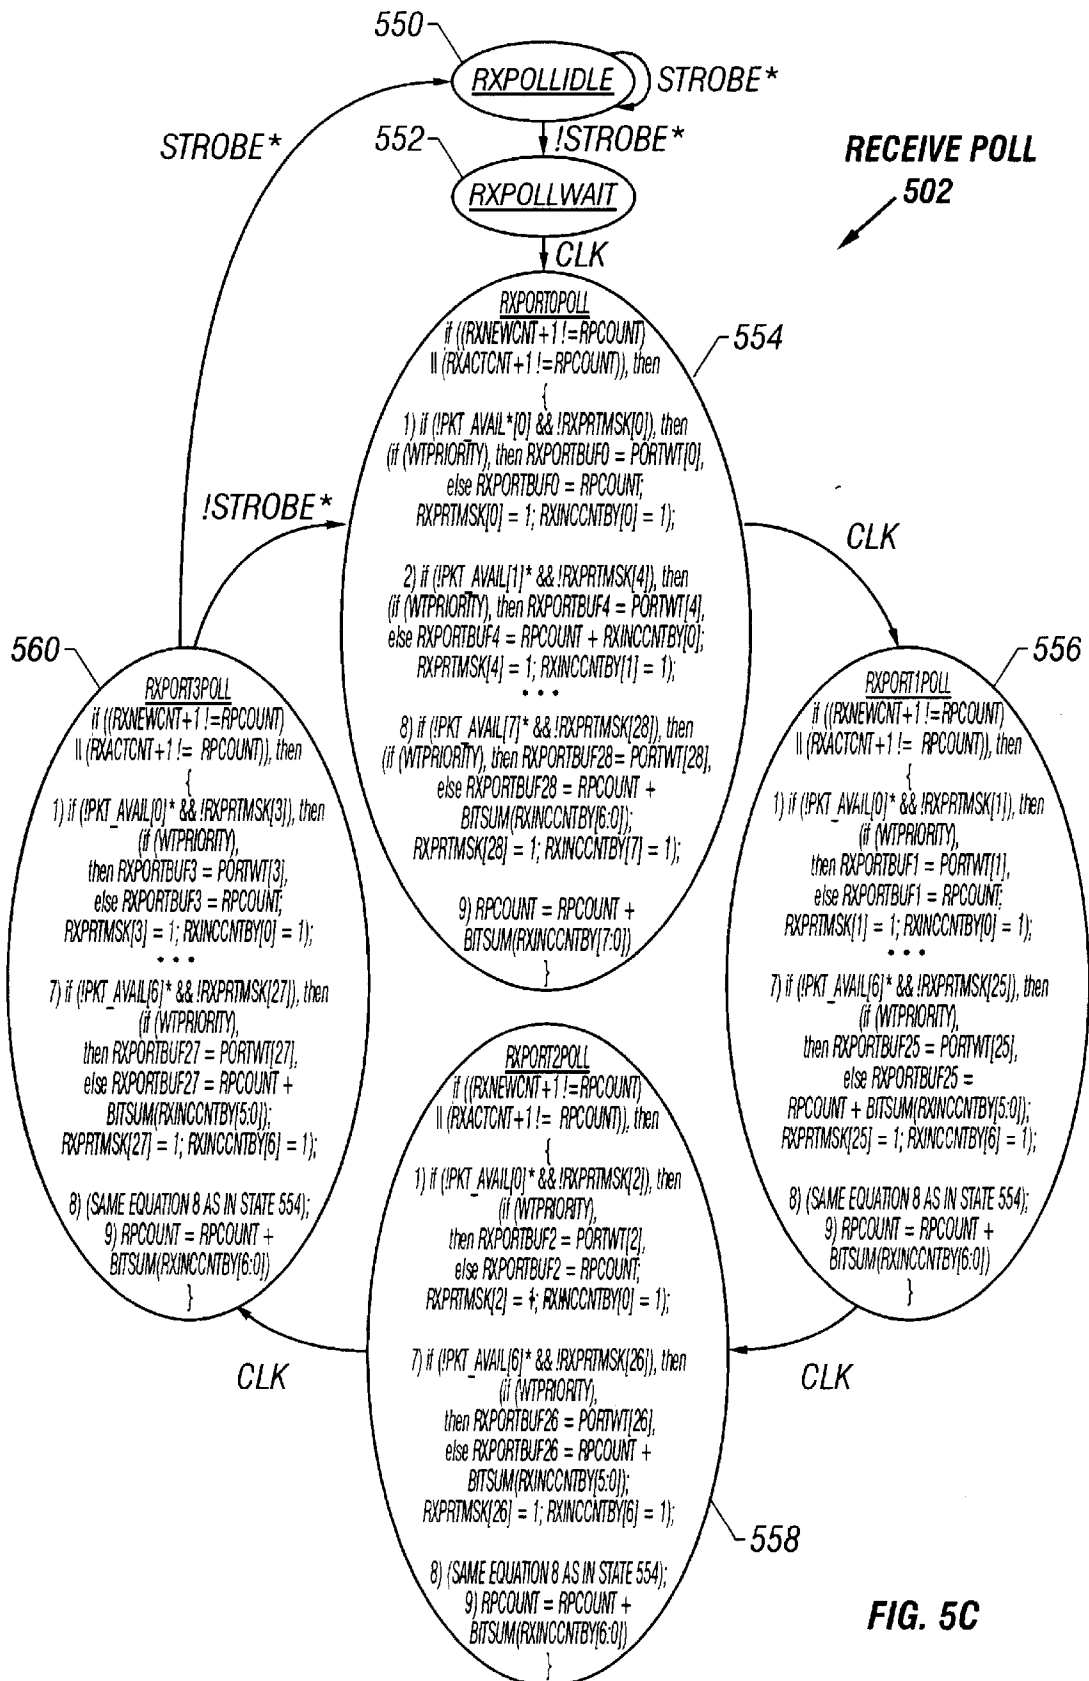 550
RXPOLLIDLE
STROBE*
STROBE*
!STROBE*
552
RXPOLLWAIT
CLK
RECEIVE POLL
502
554
RXPORT0POLL
if ((RXNEWCNT+1 !=RPCOUNT)
|| (RXACTCNT+1 !=RPCOUNT)), then
{
1) if (!PKT_AVAIL*[0] && !RXPRTMSK[0]), then
(if (WTPRIORITY), then RXPORTBUF0 = PORTWT[0],
else RXPORTBUF0 = RPCOUNT;
RXPRTMSK[0] = 1; RXINCCNTBY[0] = 1);
2) if (!PKT_AVAIL[1]* && !RXPRTMSK[4]), then
(if (WTPRIORITY), then RXPORTBUF4 = PORTWT[4],
else RXPORTBUF4 = RPCOUNT + RXINCCNTBY[0];
RXPRTMSK[4] = 1; RXINCCNTBY[1] = 1);
• • •
8) if (!PKT_AVAIL[7]* && !RXPRTMSK[28]), then
(if (WTPRIORITY), then RXPORTBUF28 = PORTWT[28],
else RXPORTBUF28 = RPCOUNT +
BITSUM(RXINCCNTBY[6:0]);
RXPRTMSK[28] = 1; RXINCCNTBY[7] = 1);
9) RPCOUNT = RPCOUNT +
BITSUM(RXINCCNTBY[7:0])
}
!STROBE*
CLK
556
RXPORT1POLL
if ((RXNEWCNT+1 !=RPCOUNT)
|| (RXACTCNT+1 != RPCOUNT)), then
{
1) if (!PKT_AVAIL[0]* && !RXPRTMSK[1]), then
(if (WTPRIORITY),
then RXPORTBUF1 = PORTWT[1],
else RXPORTBUF1 = RPCOUNT;
RXPRTMSK[1] = 1; RXINCCNTBY[0] = 1);
• • •
7) if (!PKT_AVAIL[6]* && !RXPRTMSK[25]), then
(if (WTPRIORITY),
then RXPORTBUF25 = PORTWT[25],
else RXPORTBUF25 =
RPCOUNT + BITSUM(RXINCCNTBY[5:0]);
RXPRTMSK[25] = 1; RXINCCNTBY[6] = 1);
8) (SAME EQUATION 8 AS IN STATE 554);
9) RPCOUNT = RPCOUNT +
BITSUM(RXINCCNTBY[6:0])
}
CLK
RXPORT2POLL
if ((RXNEWCNT+1 !=RPCOUNT)
|| (RXACTCNT+1 != RPCOUNT)), then
{
1) if (!PKT_AVAIL[0]* && !RXPRTMSK[2]), then
(if (WTPRIORITY),
then RXPORTBUF2 = PORTWT[2],
else RXPORTBUF2 = RPCOUNT;
RXPRTMSK[2] = 1; RXINCCNTBY[0] = 1);
7) if (!PKT_AVAIL[6]* && !RXPRTMSK[26]), then
(if (WTPRIORITY),
then RXPORTBUF26 = PORTWT[26],
else RXPORTBUF26 = RPCOUNT +
BITSUM(RXINCCNTBY[5:0]);
RXPRTMSK[26] = 1; RXINCCNTBY[6] = 1);
8) (SAME EQUATION 8 AS IN STATE 554);
9) RPCOUNT = RPCOUNT +
BITSUM(RXINCCNTBY[6:0])
}
558
CLK
560
RXPORT3POLL
if ((RXNEWCNT+1 !=RPCOUNT)
|| (RXACTCNT+1 != RPCOUNT)), then
{
1) if (!PKT_AVAIL[0]* && !RXPRTMSK[3]), then
(if (WTPRIORITY),
then RXPORTBUF3 = PORTWT[3],
else RXPORTBUF3 = RPCOUNT;
RXPRTMSK[3] = 1; RXINCCNTBY[0] = 1);
• • •
7) if (!PKT_AVAIL[6]* && !RXPRTMSK[27]), then
(if (WTPRIORITY),
then RXPORTBUF27 = PORTWT[27],
else RXPORTBUF27 = RPCOUNT +
BITSUM(RXINCCNTBY[5:0]);
RXPRTMSK[27] = 1; RXINCCNTBY[6] = 1);
8) (SAME EQUATION 8 AS IN STATE 554);
9) RPCOUNT = RPCOUNT +
BITSUM(RXINCCNTBY[6:0])
}
FIG. 5C